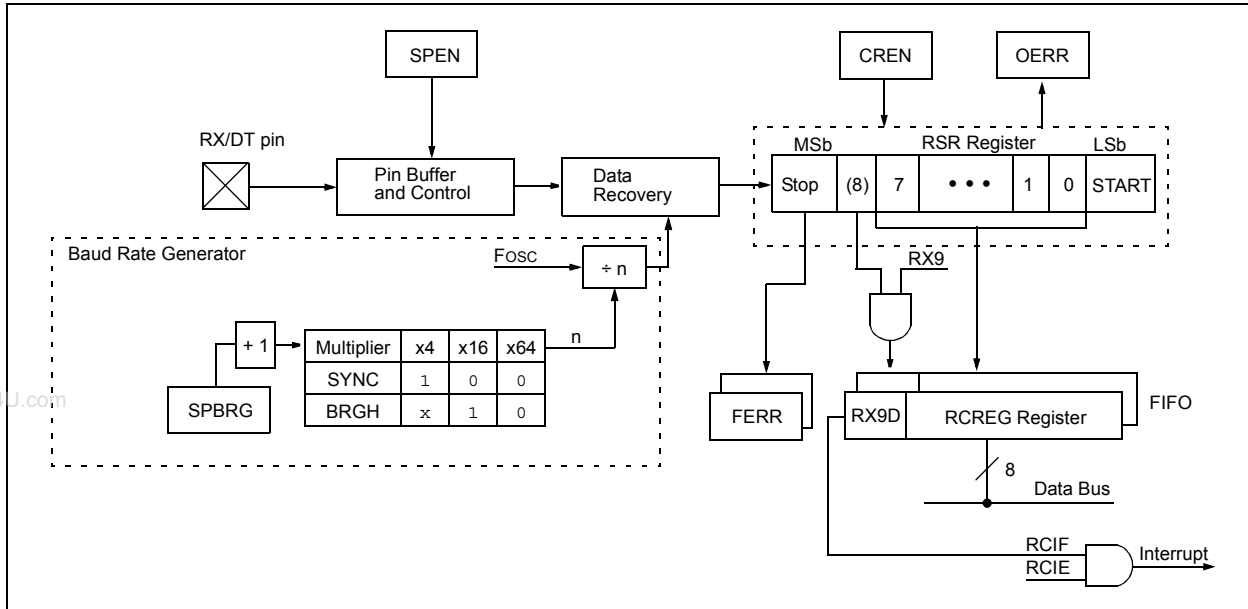 SPEN
CREN
OERR
RX/DT pin
MSb
RSR Register
LSb
Pin Buffer
and Control
Data
Recovery
Stop
(8)
7
• • •
1
0
START
Baud Rate Generator
FOSC
÷ n
RX9
+ 1
n
Multiplier x4 x16 x64
SYNC 1 0 0
BRGH x 1 0
SPBRG
U.com
FERR
RX9D
RCREG Register
FIFO
8
Data Bus
RCIF
RCIE
Interrupt